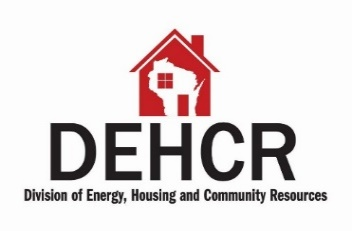 DEHCR
Division of Energy, Housing and Community Resources